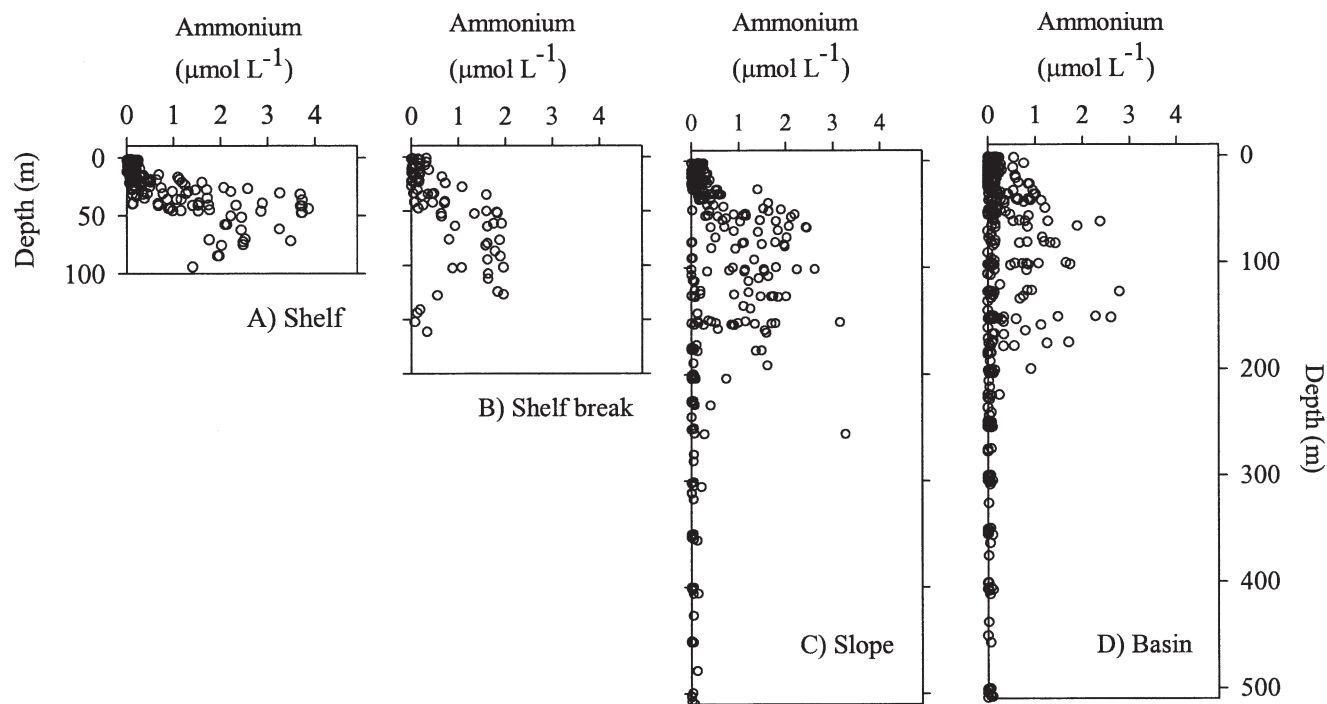 Ammonium
(μmol L⁻¹)
0 1 2 3 4
Depth (m)
0
50
100
A) Shelf
Ammonium
(μmol L⁻¹)
0 1 2 3 4
B) Shelf break
Ammonium
(μmol L⁻¹)
0 1 2 3 4
C) Slope
Ammonium
(μmol L⁻¹)
0 1 2 3 4
D) Basin
0
100
200
300
400
500
Depth (m)